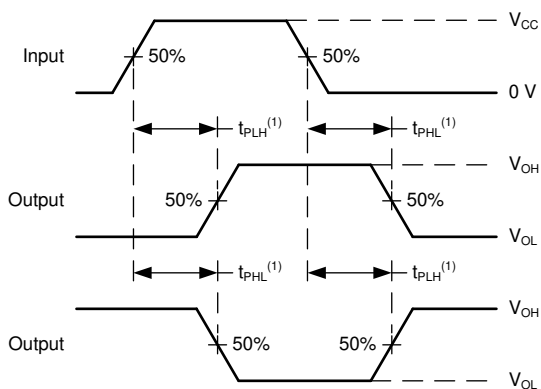 V_CC
Input 50% 50%
0 V
t_PLH^(1) t_PHL^(1)
V_OH
Output 50% 50%
V_OL
t_PHL^(1) t_PLH^(1)
V_OH
Output 50% 50%
V_OL